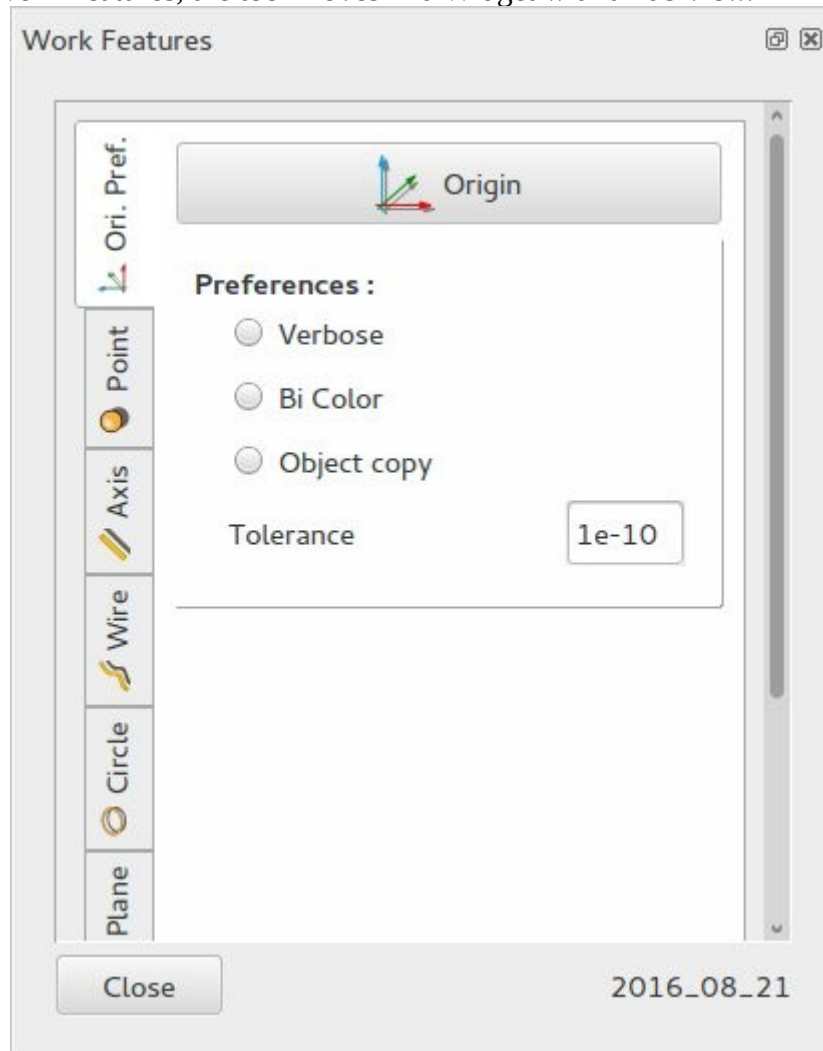 Work Features
Ori. Pref.
Origin
Preferences :
Verbose
Point
Bi Color
Object copy
Axis
Tolerance
1e-10
Wire
Circle
Plane
Close
2016_08_21